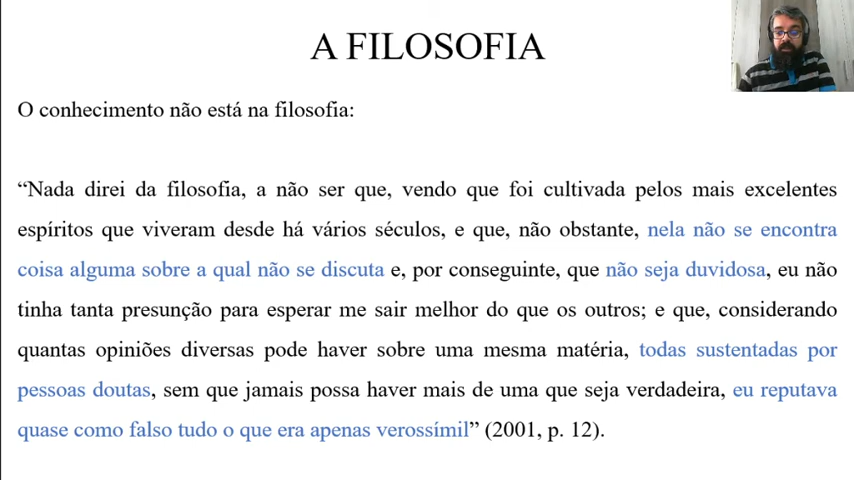 A FILOSOFIA
O conhecimento não está na filosofia:
“Nada direi da filosofia, a não ser que, vendo que foi cultivada pelos mais excelentes
espíritos que viveram desde há vários séculos, e que, não obstante, nela não se encontra
coisa alguma sobre a qual não se discuta e, por conseguinte, que não seja duvidosa, eu não
tinha tanta presunção para esperar me sair melhor do que os outros; e que, considerando
quantas opiniões diversas pode haver sobre uma mesma matéria, todas sustentadas por
pessoas doutas, sem que jamais possa haver mais de uma que seja verdadeira, eu reputava
quase como falso tudo o que era apenas verossímil” (2001, p. 12).